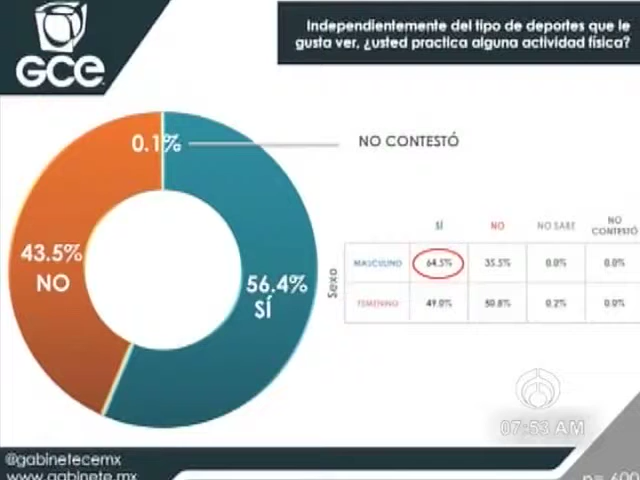 GCE
Independientemente del tipo de deportes que le
gusta ver, ¿usted practica alguna actividad física?
0.1%
NO CONTESTÓ
43.5%
NO
56.4%
SÍ
SÍ NO NO SABE NO CONTESTÓ
Sexo
MASCULINO 64.5% 35.5% 0.0% 0.0%
FEMENINO 49.0% 50.8% 0.2% 0.0%
07:53 AM
@gabinetecemx
www.gabinete.mx
n= 600